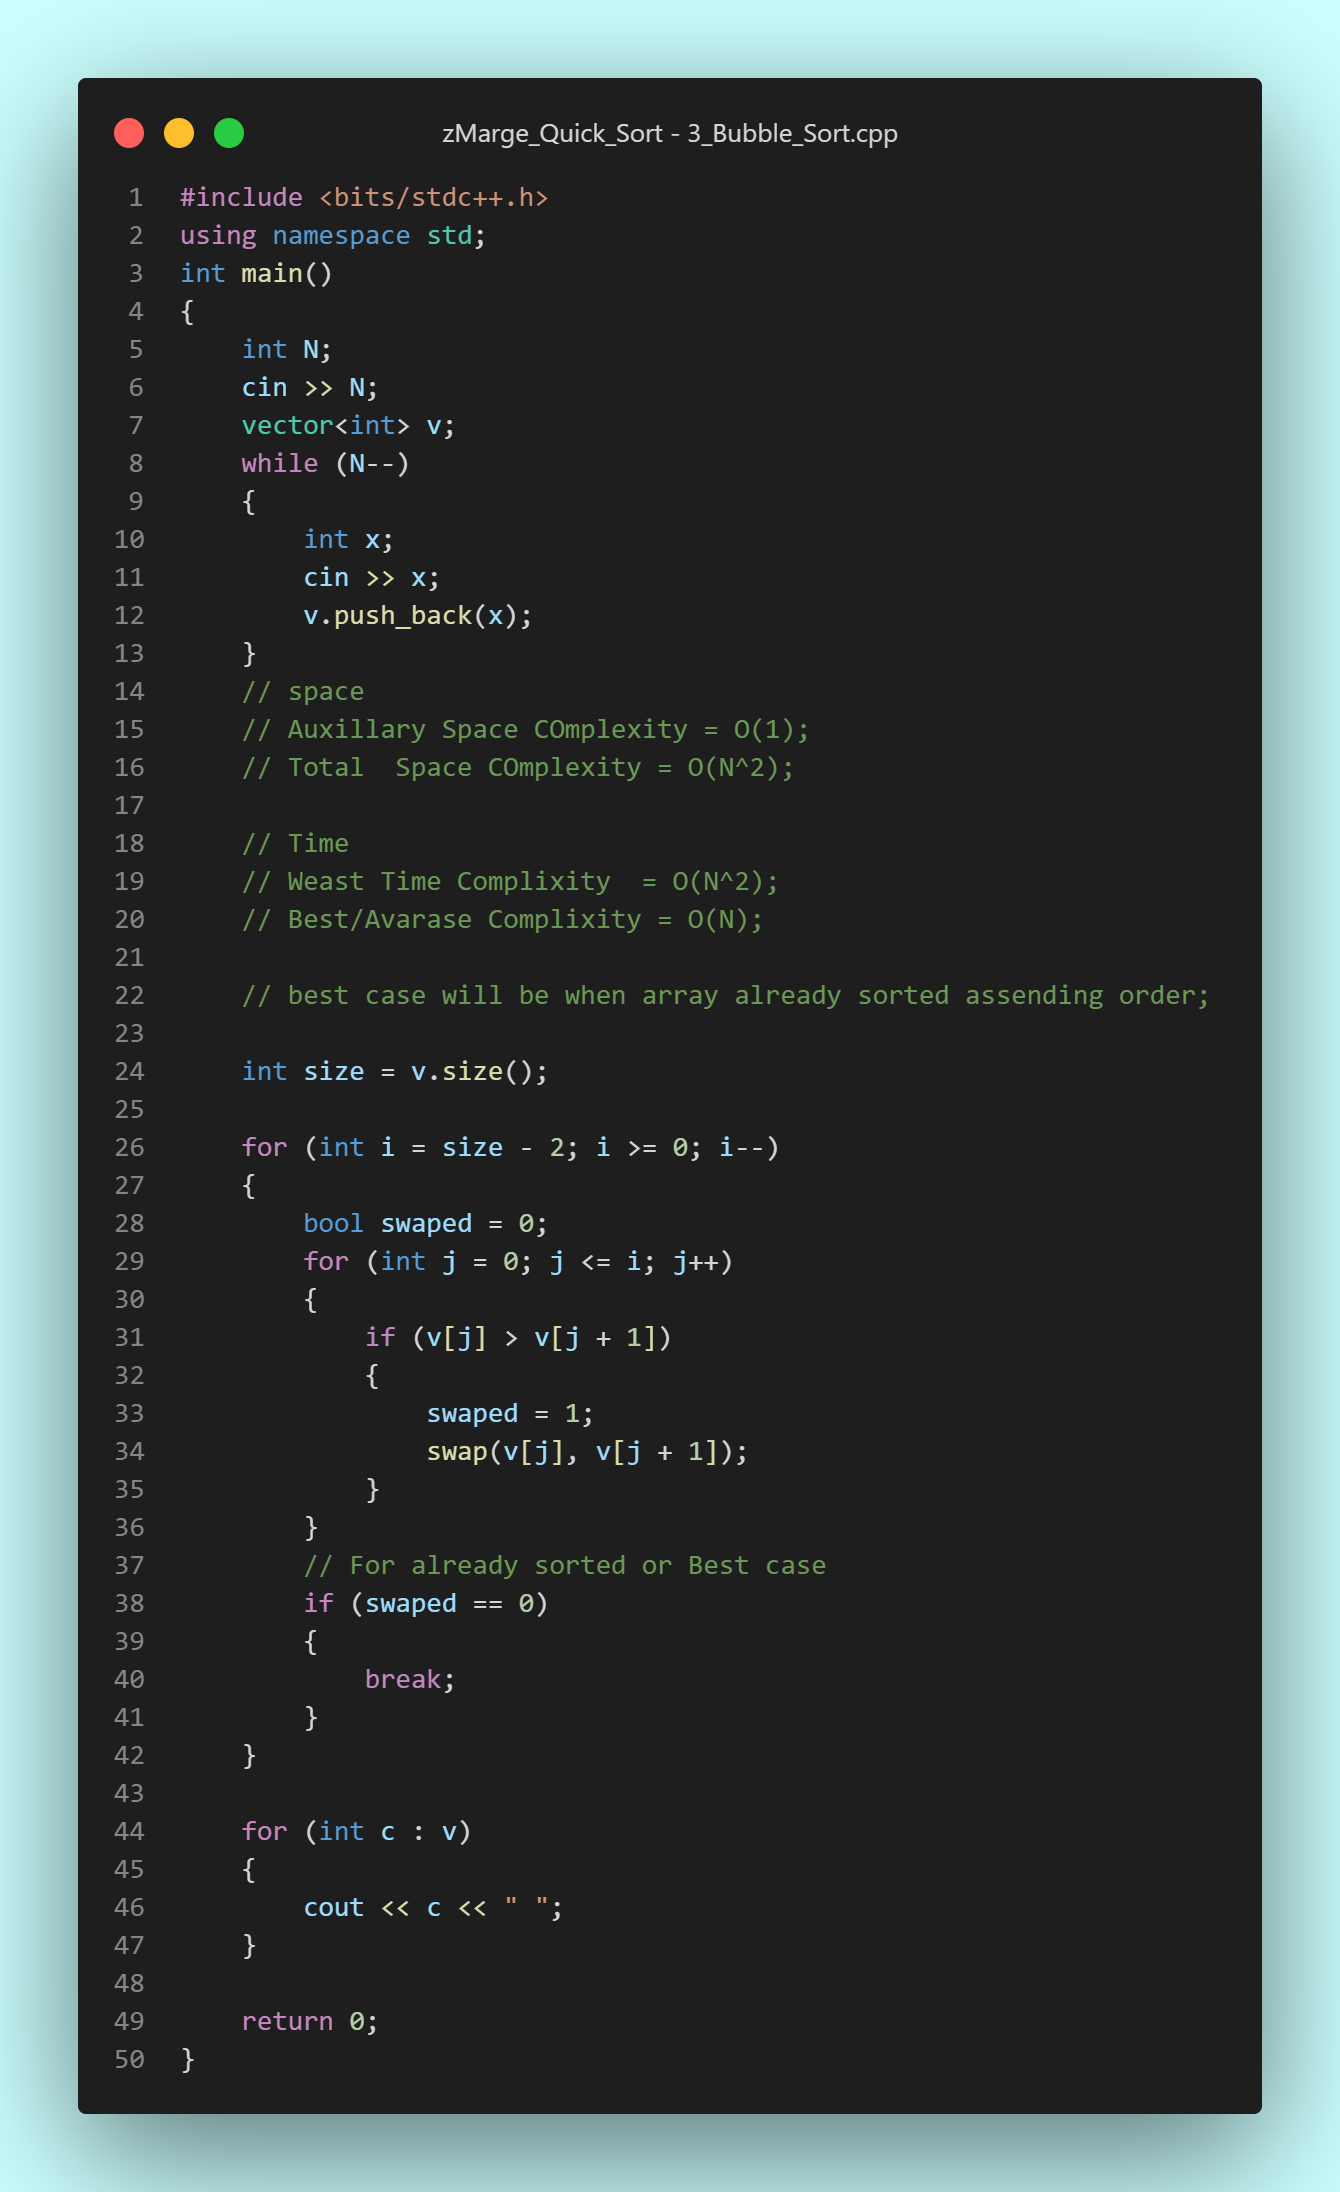 zMarge_Quick_Sort - 3_Bubble_Sort.cpp
1 #include <bits/stdc++.h>
2 using namespace std;
3 int main()
4 {
5     int N;
6     cin >> N;
7     vector<int> v;
8     while (N--)
9     {
10         int x;
11         cin >> x;
12         v.push_back(x);
13     }
14     // space
15     // Auxillary Space COmplexity = O(1);
16     // Total  Space COmplexity = O(N^2);
17
18     // Time
19     // Weast Time Complixity  = O(N^2);
20     // Best/Avarase Complixity = O(N);
21
22     // best case will be when array already sorted assending order;
23
24     int size = v.size();
25
26     for (int i = size - 2; i >= 0; i--)
27     {
28         bool swaped = 0;
29         for (int j = 0; j <= i; j++)
30         {
31             if (v[j] > v[j + 1])
32             {
33                 swaped = 1;
34                 swap(v[j], v[j + 1]);
35             }
36         }
37         // For already sorted or Best case
38         if (swaped == 0)
39         {
40             break;
41         }
42     }
43
44     for (int c : v)
45     {
46         cout << c << " ";
47     }
48
49     return 0;
50 }